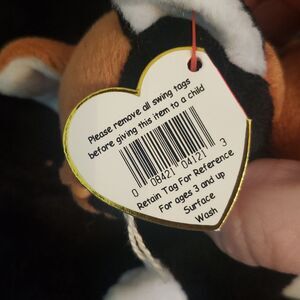 Please remove all swing tags
before giving this item to a child
0 08421 04121 3
Retain Tag For Reference
For ages 3 and up
Surface
Wash